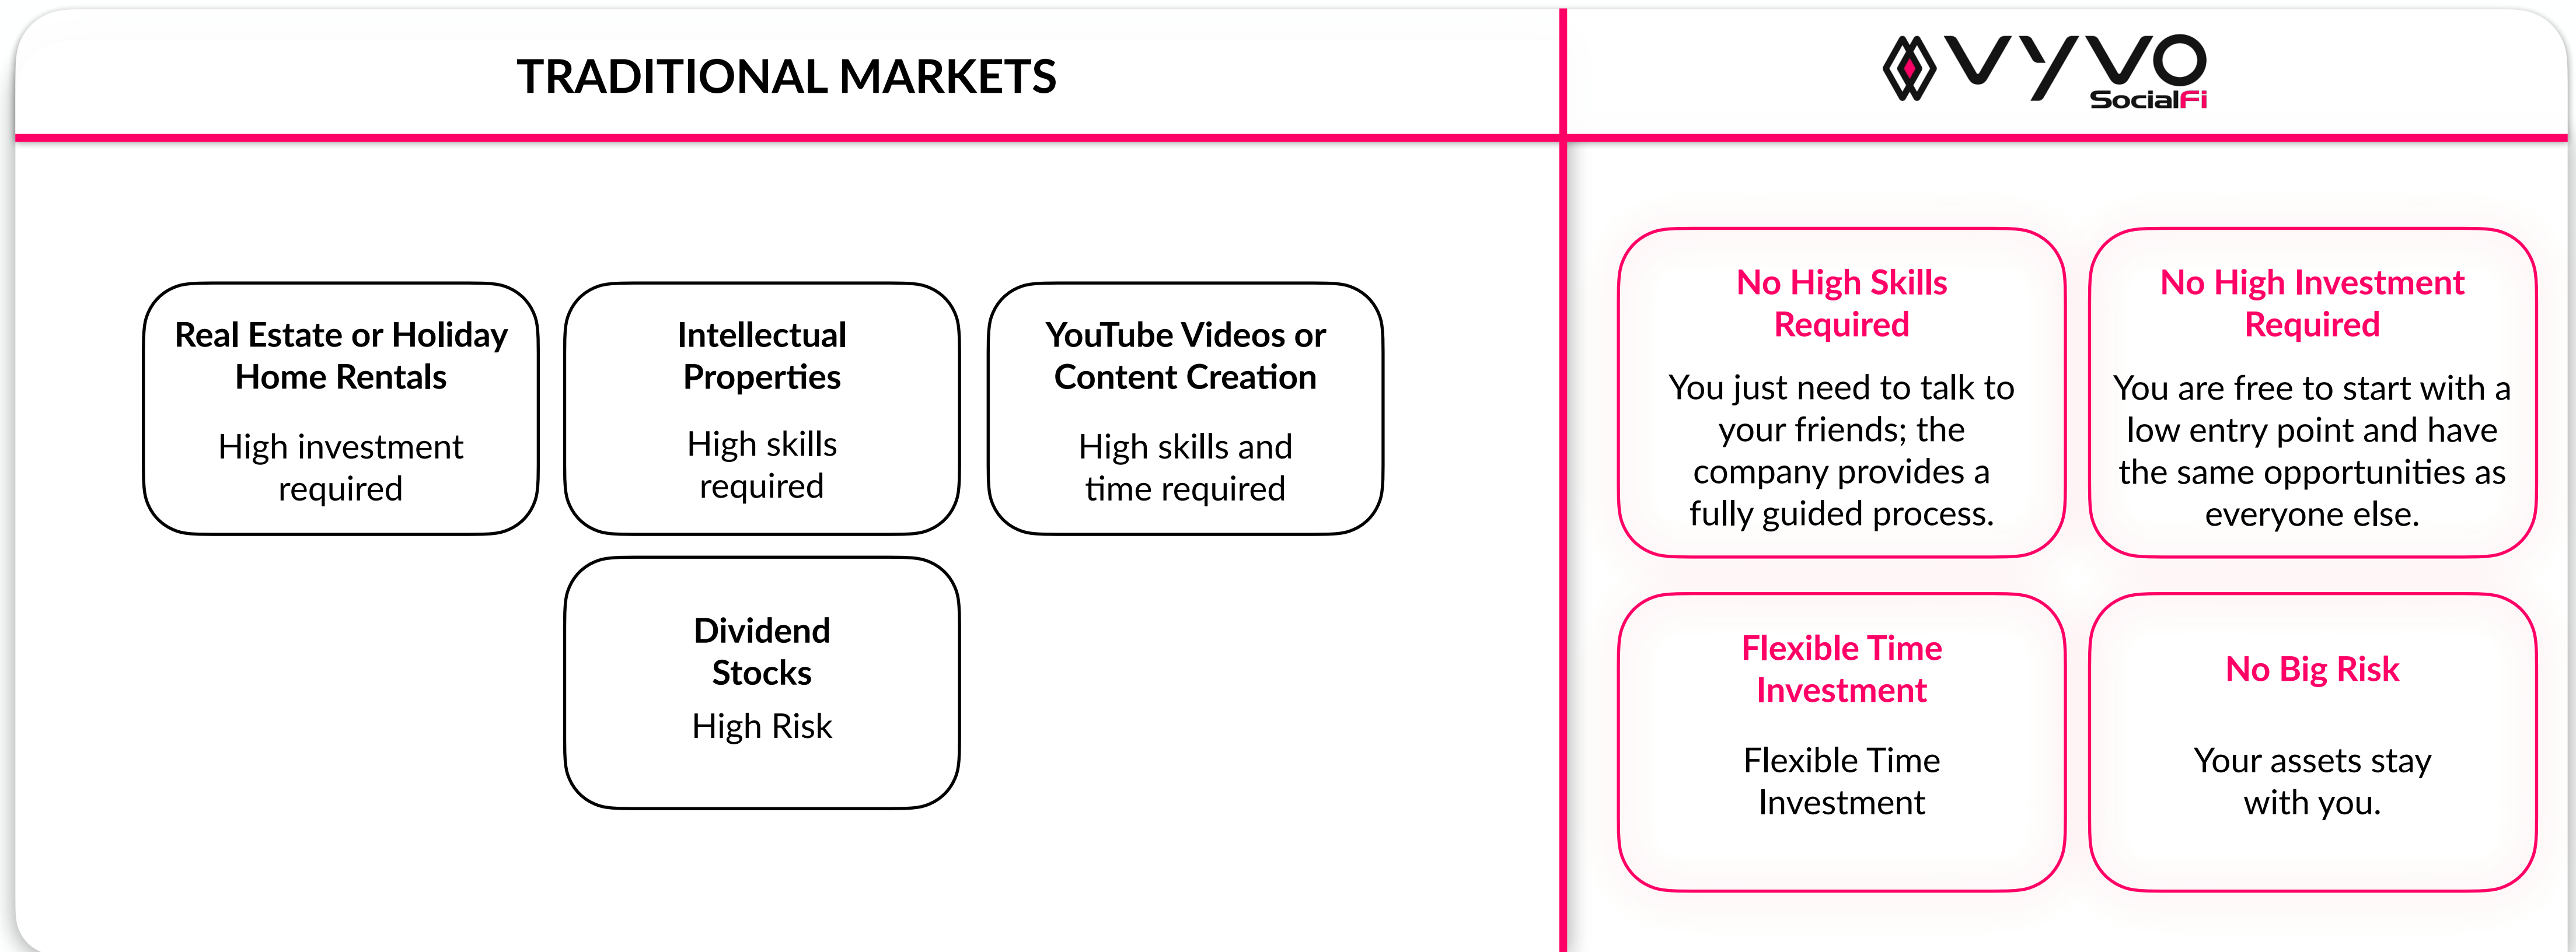 TRADITIONAL MARKETS
VYVO
SocialFi
Real Estate or Holiday
Home Rentals
High investment
required
Intellectual
Properties
High skills
required
YouTube Videos or
Content Creation
High skills and
time required
Dividend
Stocks
High Risk
No High Skills
Required
You just need to talk to
your friends; the
company provides a
fully guided process.
No High Investment
Required
You are free to start with a
low entry point and have
the same opportunities as
everyone else.
Flexible Time
Investment
Flexible Time
Investment
No Big Risk
Your assets stay
with you.